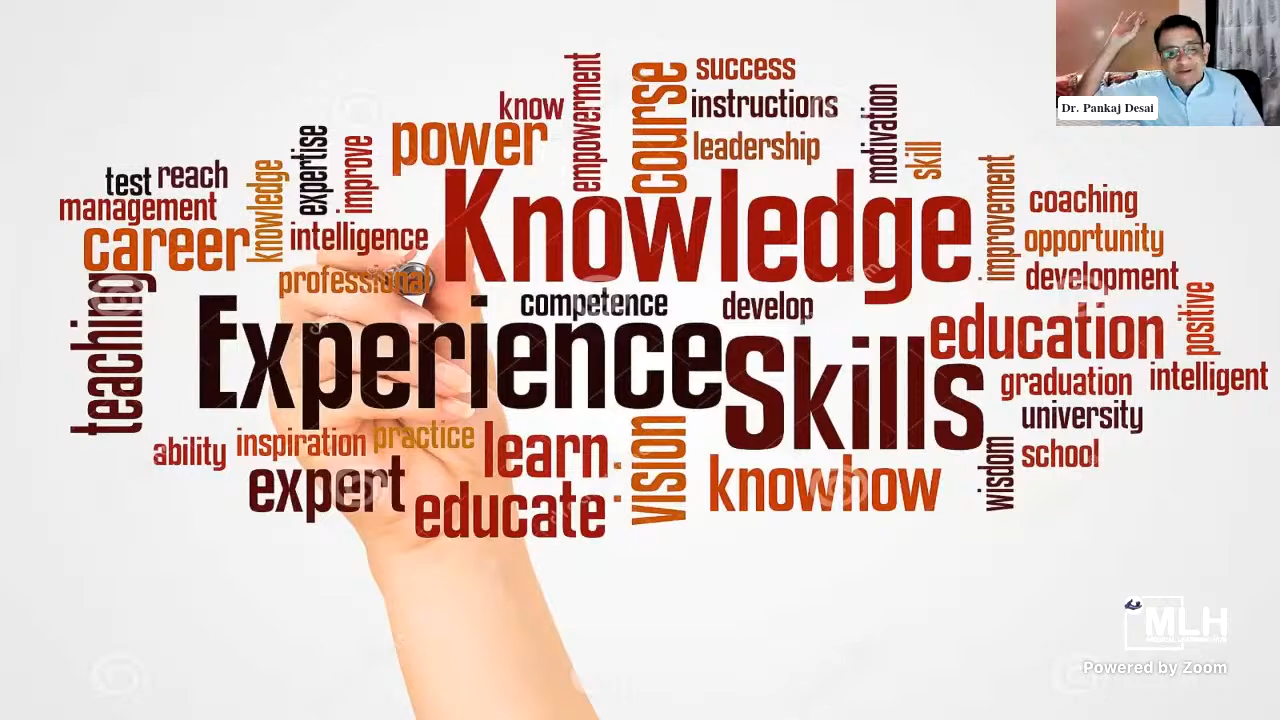 Dr. Pankaj Desai
success
know
empowerment
course
instructions
motivation
power
leadership
skill
expertise
improve
knowledge
test
reach
management
career
intelligence
Knowledge
improvement
coaching
opportunity
development
professional
teaching
competence
develop
positive
Experience
Skills
education
graduation
intelligent
university
ability
inspiration
practice
learn
vision
wisdom
school
expert
educate
knowhow
MLH
Powered by Zoom